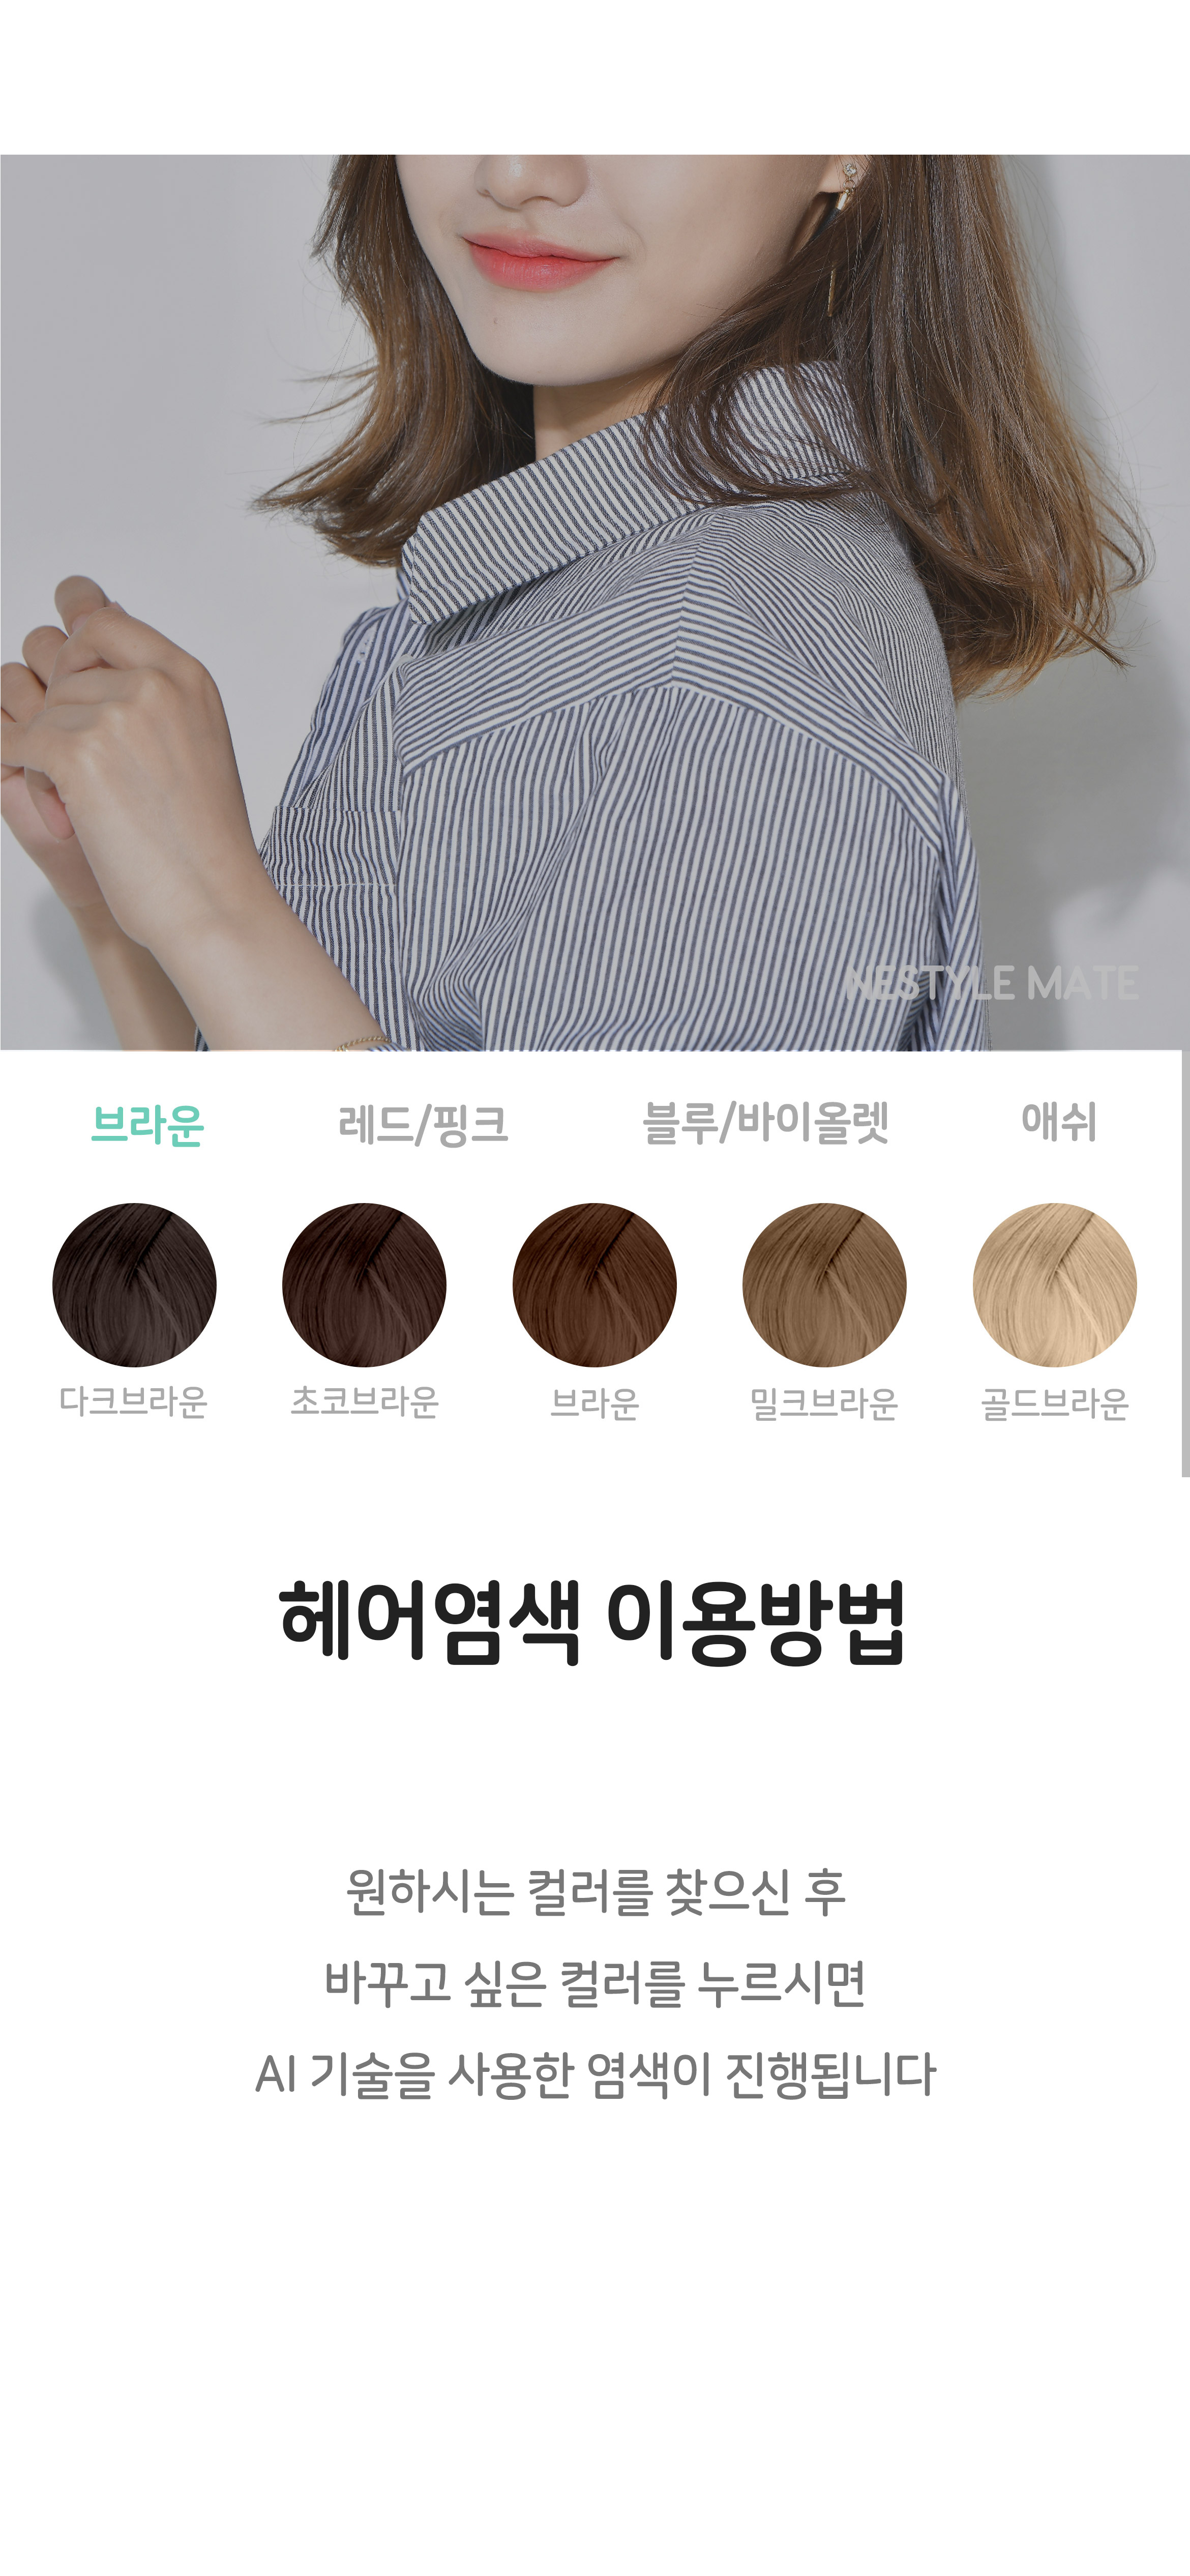 NESTYLE MATE
브라운 레드/핑크 블루/바이올렛 애쉬
다크브라운 초코브라운 브라운 밀크브라운 골드브라운
헤어염색 이용방법
원하시는 컬러를 찾으신 후
바꾸고 싶은 컬러를 누르시면
AI 기술을 사용한 염색이 진행됩니다